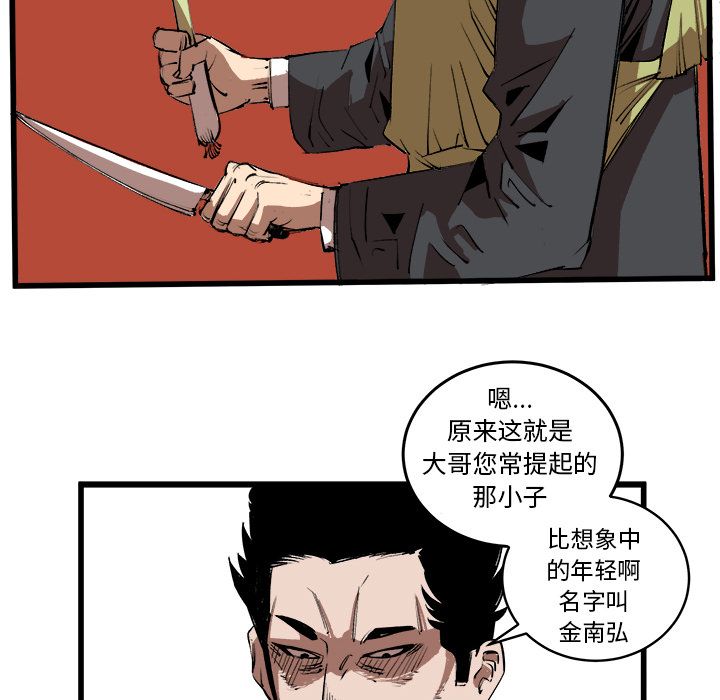 嗯...
原来这就是
大哥您常提起的
那小子
比想象中
的年轻啊
名字叫
金南弘